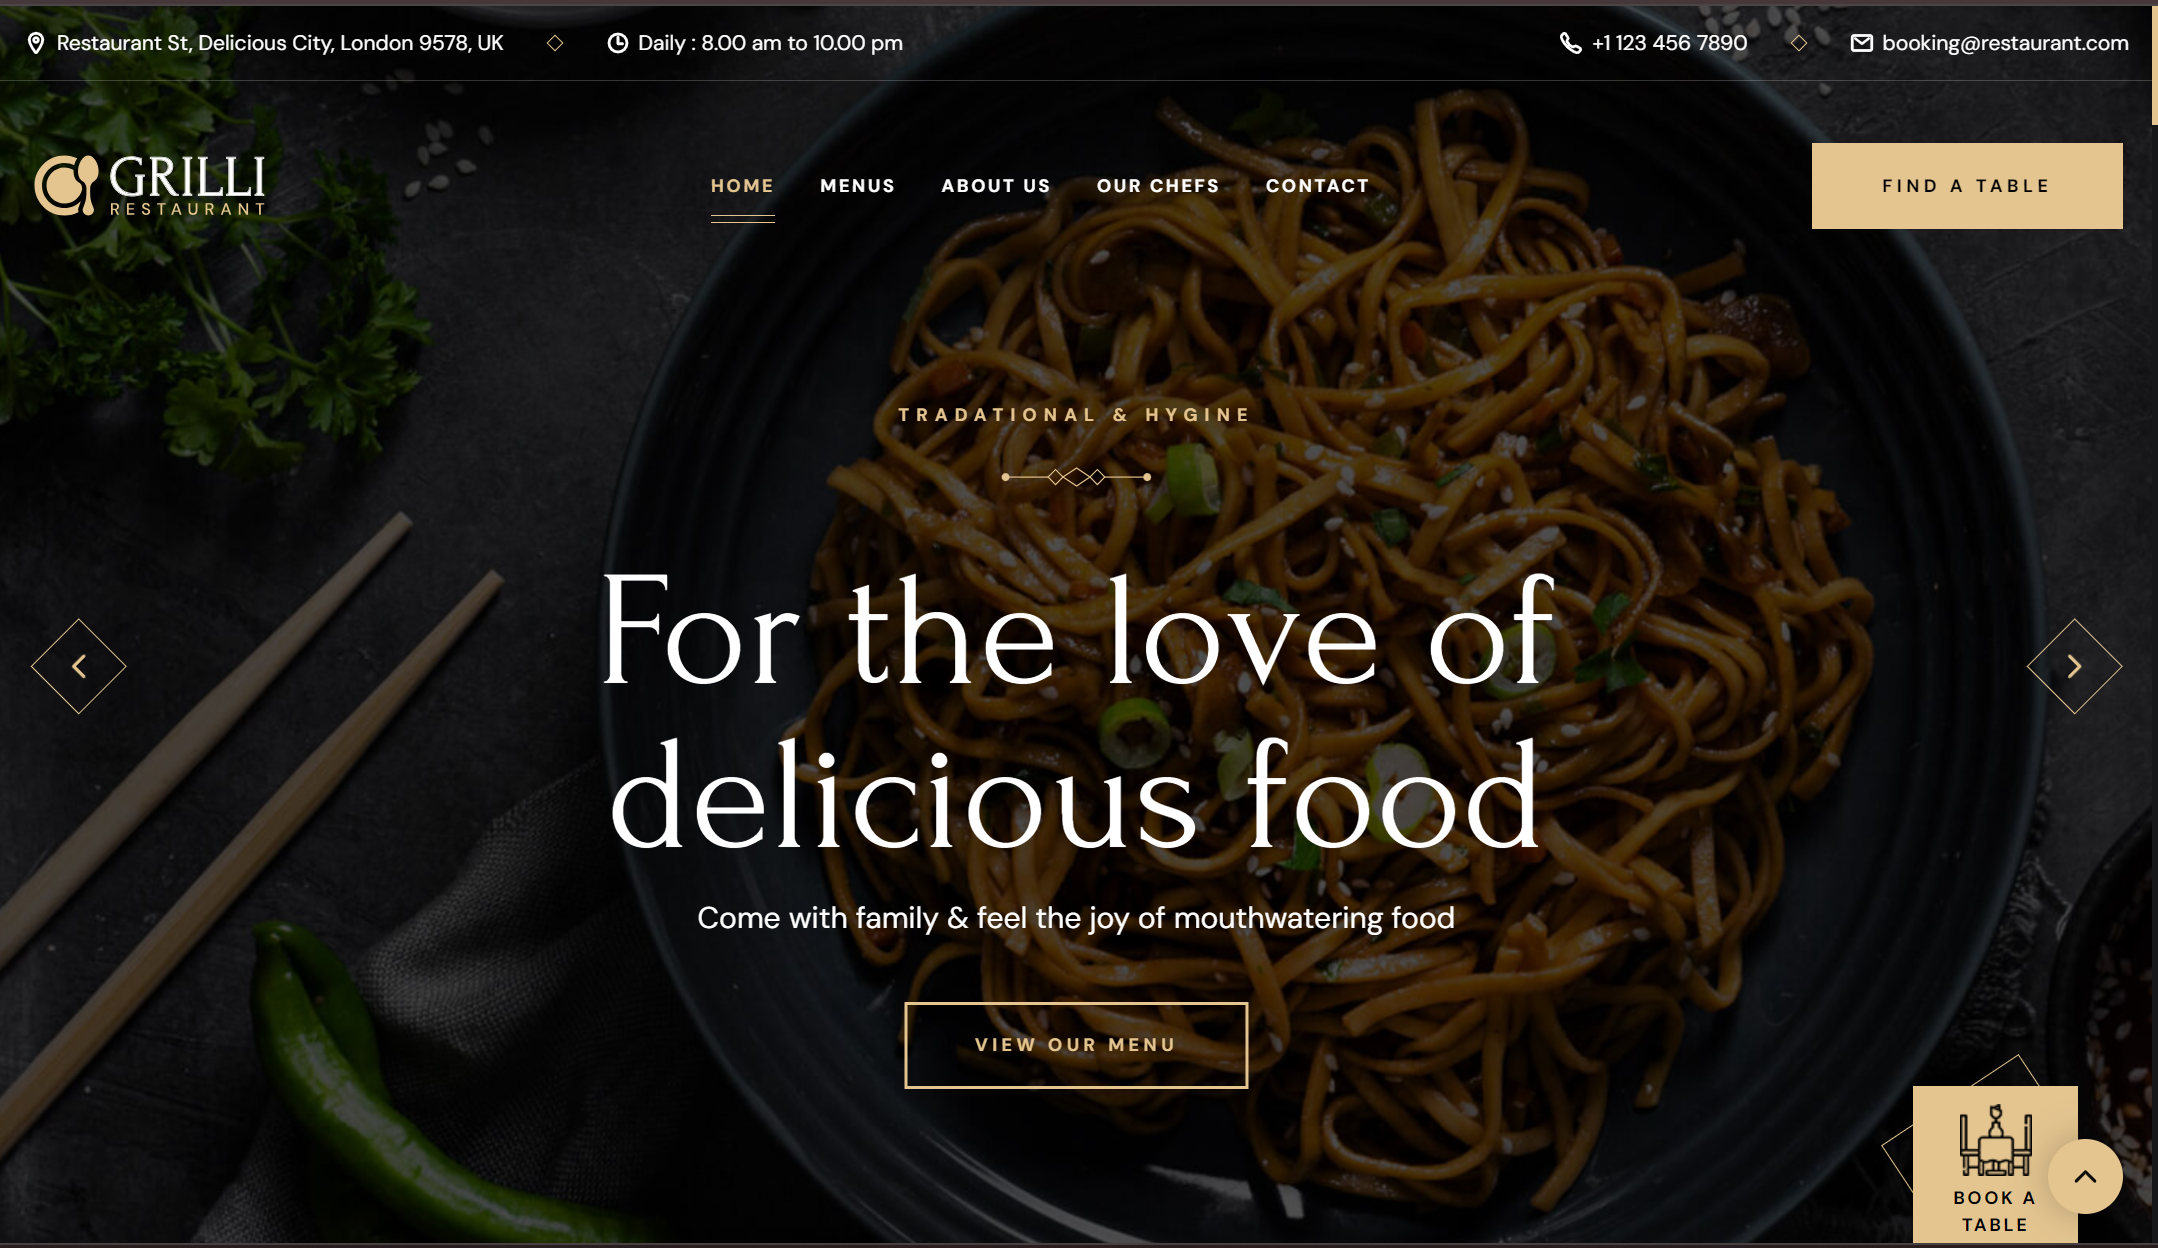 Restaurant St, Delicious City, London 9578, UK
Daily : 8.00 am to 10.00 pm
+1 123 456 7890
booking@restaurant.com
GRILLI
RESTAURANT
HOME
MENUS
ABOUT US
OUR CHEFS
CONTACT
FIND A TABLE
TRADATIONAL & HYGINE
For the love of
delicious food
Come with family & feel the joy of mouthwatering food
VIEW OUR MENU
BOOK A
TABLE